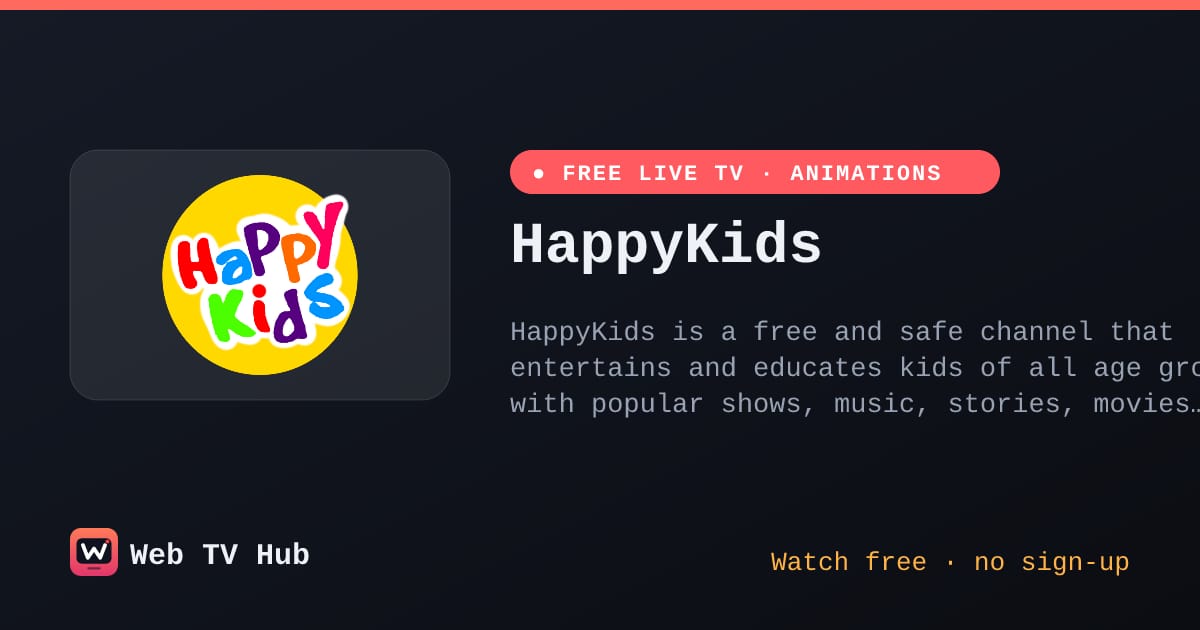 Happy
Kids
● FREE LIVE TV · ANIMATIONS
HappyKids
HappyKids is a free and safe channel that
entertains and educates kids of all age gro
with popular shows, music, stories, movies…
W
Web TV Hub
Watch free · no sign-up